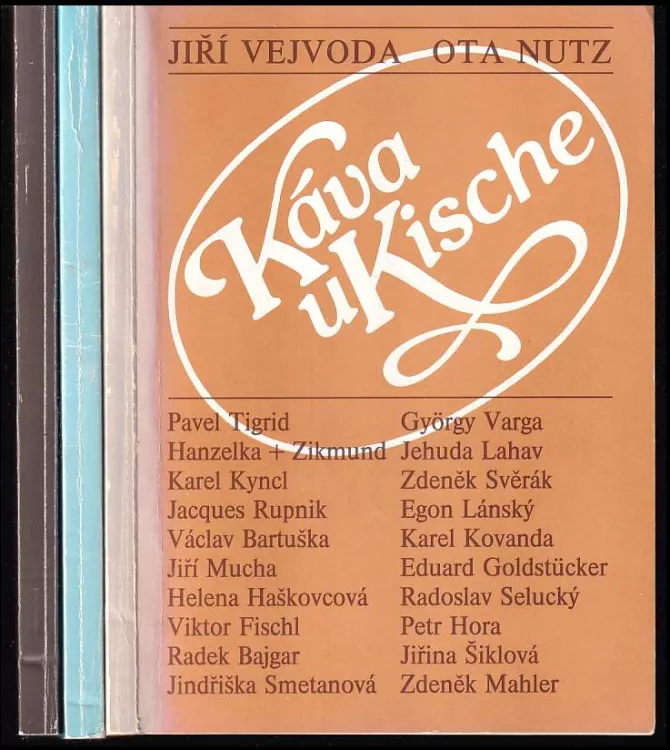 JIŘÍ VEJVODA OTA NUTZ
Káva
u Kische
Pavel Tigrid
Hanzelka + Zikmund
Karel Kyncl
Jacques Rupnik
Václav Bartuška
Jiří Mucha
Helena Haškovcová
Viktor Fischl
Radek Bajgar
Jindřiška Smetanová
György Varga
Jehuda Lahav
Zdeněk Svěrák
Egon Lánský
Karel Kovanda
Eduard Goldstücker
Radoslav Selucký
Petr Hora
Jiřina Šiklová
Zdeněk Mahler